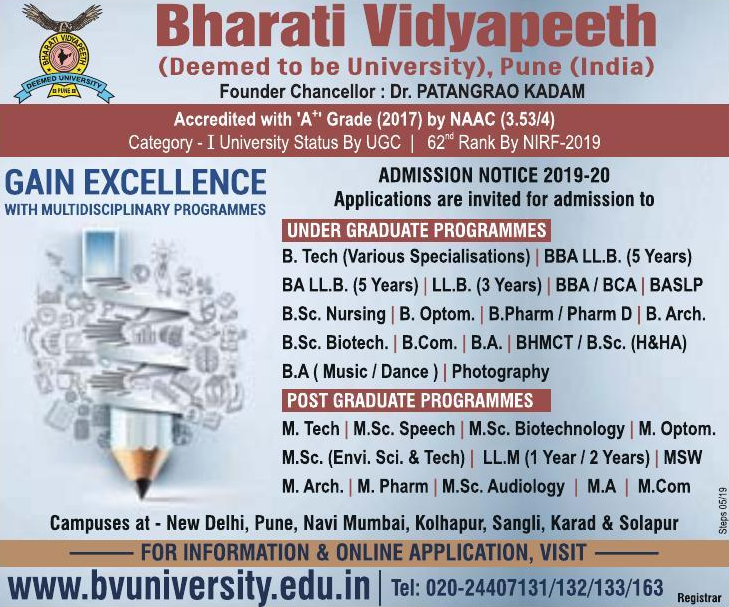 BHARATI VIDYAPEETH
DEEMED UNIVERSITY
PUNE
Bharati Vidyapeeth
(Deemed to be University), Pune (India)
Founder Chancellor : Dr. PATANGRAO KADAM
Accredited with 'A+' Grade (2017) by NAAC (3.53/4)
Category - I University Status By UGC | 62nd Rank By NIRF-2019
GAIN EXCELLENCE
WITH MULTIDISCIPLINARY PROGRAMMES
ADMISSION NOTICE 2019-20
Applications are invited for admission to
UNDER GRADUATE PROGRAMMES
B. Tech (Various Specialisations) | BBA LL.B. (5 Years)
BA LL.B. (5 Years) | LL.B. (3 Years) | BBA / BCA | BASLP
B.Sc. Nursing | B. Optom. | B.Pharm / Pharm D | B. Arch.
B.Sc. Biotech. | B.Com. | B.A. | BHMCT / B.Sc. (H&HA)
B.A ( Music / Dance ) | Photography
POST GRADUATE PROGRAMMES
M. Tech | M.Sc. Speech | M.Sc. Biotechnology | M. Optom.
M.Sc. (Envi. Sci. & Tech) | LL.M (1 Year / 2 Years) | MSW
M. Arch. | M. Pharm | M.Sc. Audiology | M.A | M.Com
Campuses at - New Delhi, Pune, Navi Mumbai, Kolhapur, Sangli, Karad & Solapur
Steps 05/19
FOR INFORMATION & ONLINE APPLICATION, VISIT
www.bvuniversity.edu.in | Tel: 020-24407131/132/133/163
Registrar